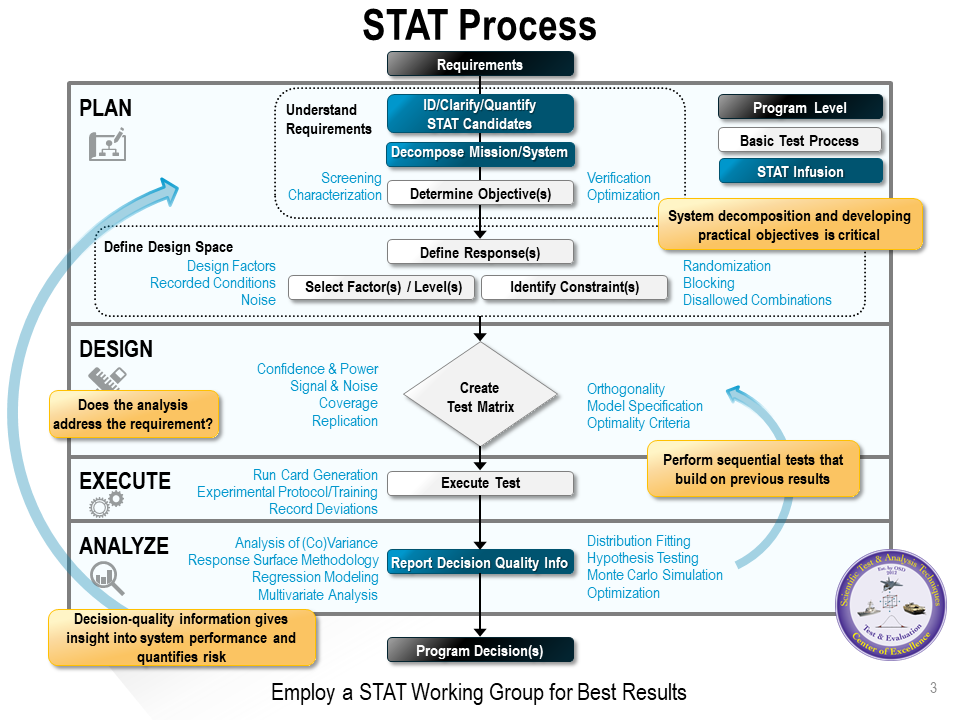 STAT Process
Requirements
PLAN
Understand
Requirements
ID/Clarify/Quantify
STAT Candidates
Decompose Mission/System
Screening
Characterization
Determine Objective(s)
Verification
Optimization
Program Level
Basic Test Process
STAT Infusion
System decomposition and developing
practical objectives is critical
Define Design Space
Design Factors
Recorded Conditions
Noise
Define Response(s)
Select Factor(s) / Level(s)
Identify Constraint(s)
Randomization
Blocking
Disallowed Combinations
DESIGN
Does the analysis
address the requirement?
Confidence & Power
Signal & Noise
Coverage
Replication
Create
Test Matrix
Orthogonality
Model Specification
Optimality Criteria
Perform sequential tests that
build on previous results
EXECUTE
Run Card Generation
Experimental Protocol/Training
Record Deviations
Execute Test
ANALYZE
Analysis of (Co)Variance
Response Surface Methodology
Regression Modeling
Multivariate Analysis
Report Decision Quality Info
Distribution Fitting
Hypothesis Testing
Monte Carlo Simulation
Optimization
Decision-quality information gives
insight into system performance and
quantifies risk
Program Decision(s)
Scientific Test & Analysis Techniques
Est. by OSD
2012
Test & Evaluation
Center of Excellence
Employ a STAT Working Group for Best Results
3